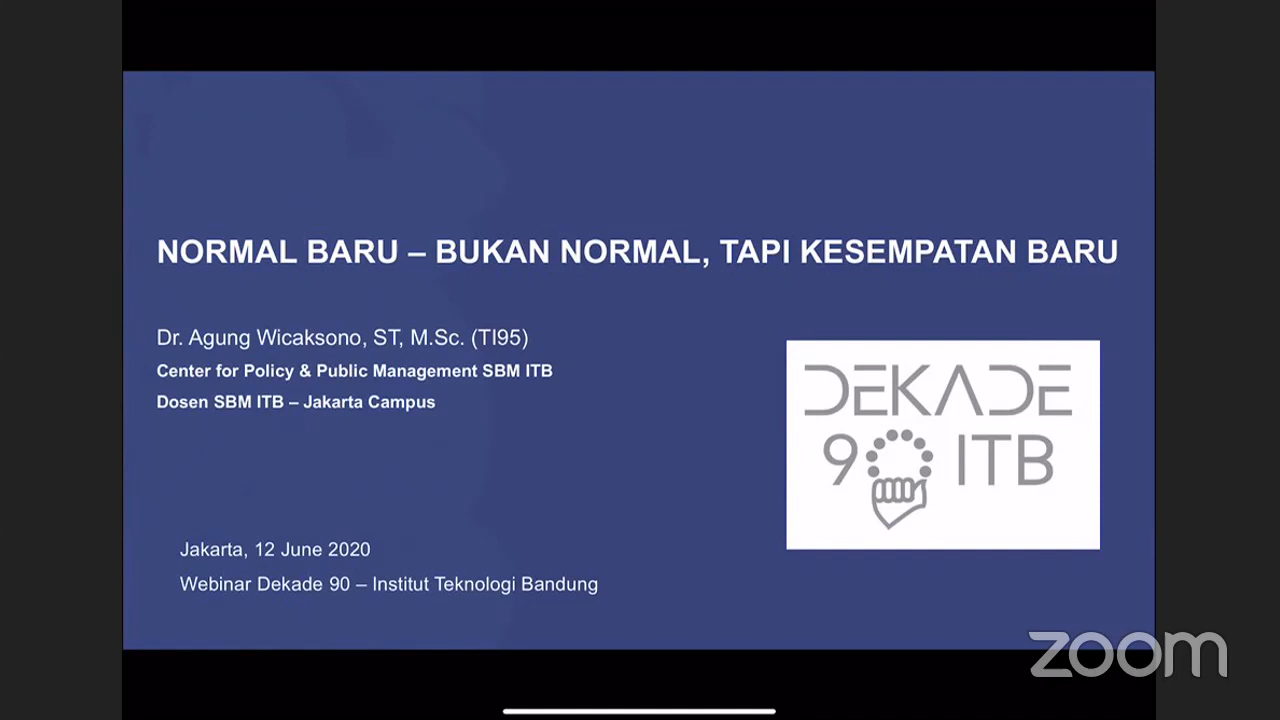 NORMAL BARU – BUKAN NORMAL, TAPI KESEMPATAN BARU
Dr. Agung Wicaksono, ST, M.Sc. (TI95)
Center for Policy & Public Management SBM ITB
Dosen SBM ITB – Jakarta Campus
DEKADE
90 ITB
Jakarta, 12 June 2020
Webinar Dekade 90 – Institut Teknologi Bandung
zoom